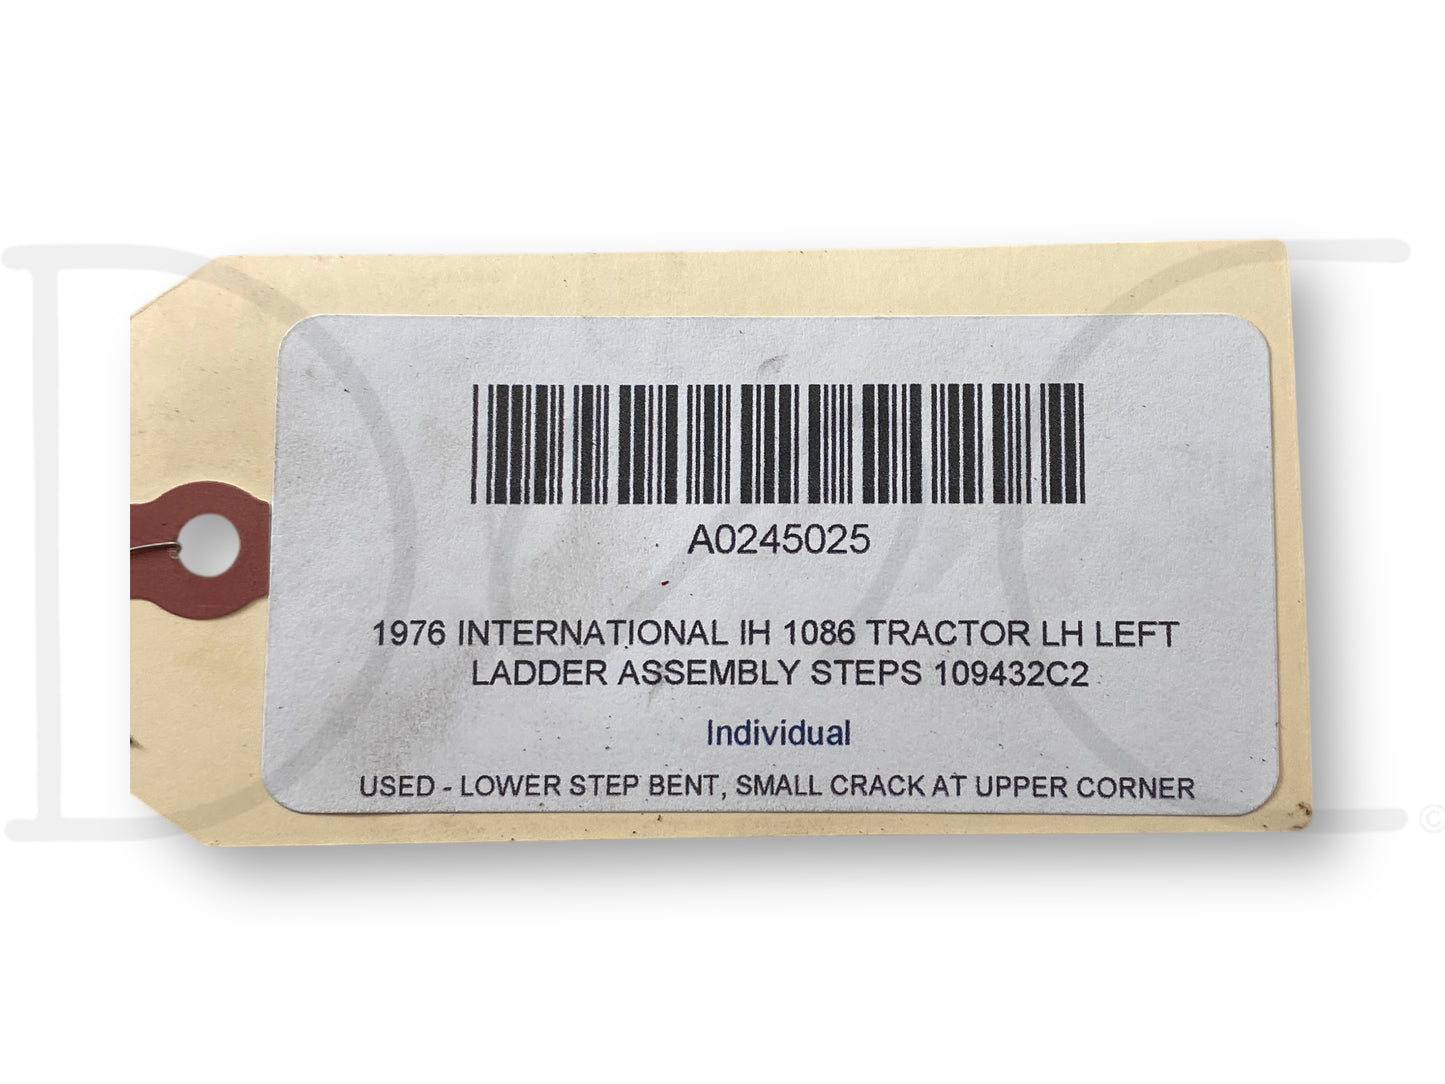 A0245025
1976 INTERNATIONAL IH 1086 TRACTOR LH LEFT
LADDER ASSEMBLY STEPS 109432C2
Individual
USED - LOWER STEP BENT, SMALL CRACK AT UPPER CORNER
©